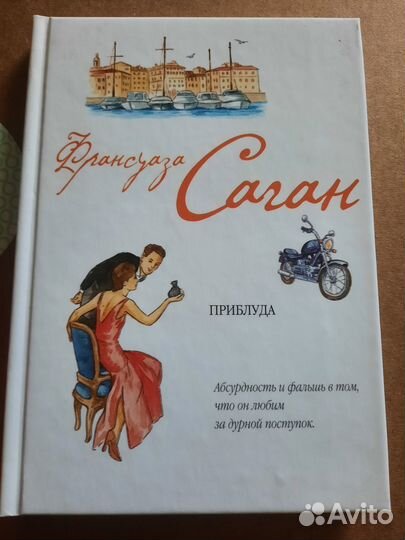 Франсуаза
Саган
ПРИБЛУДА
Абсурдность и фальшь в том,
что он любим
за дурной поступок.
Avito